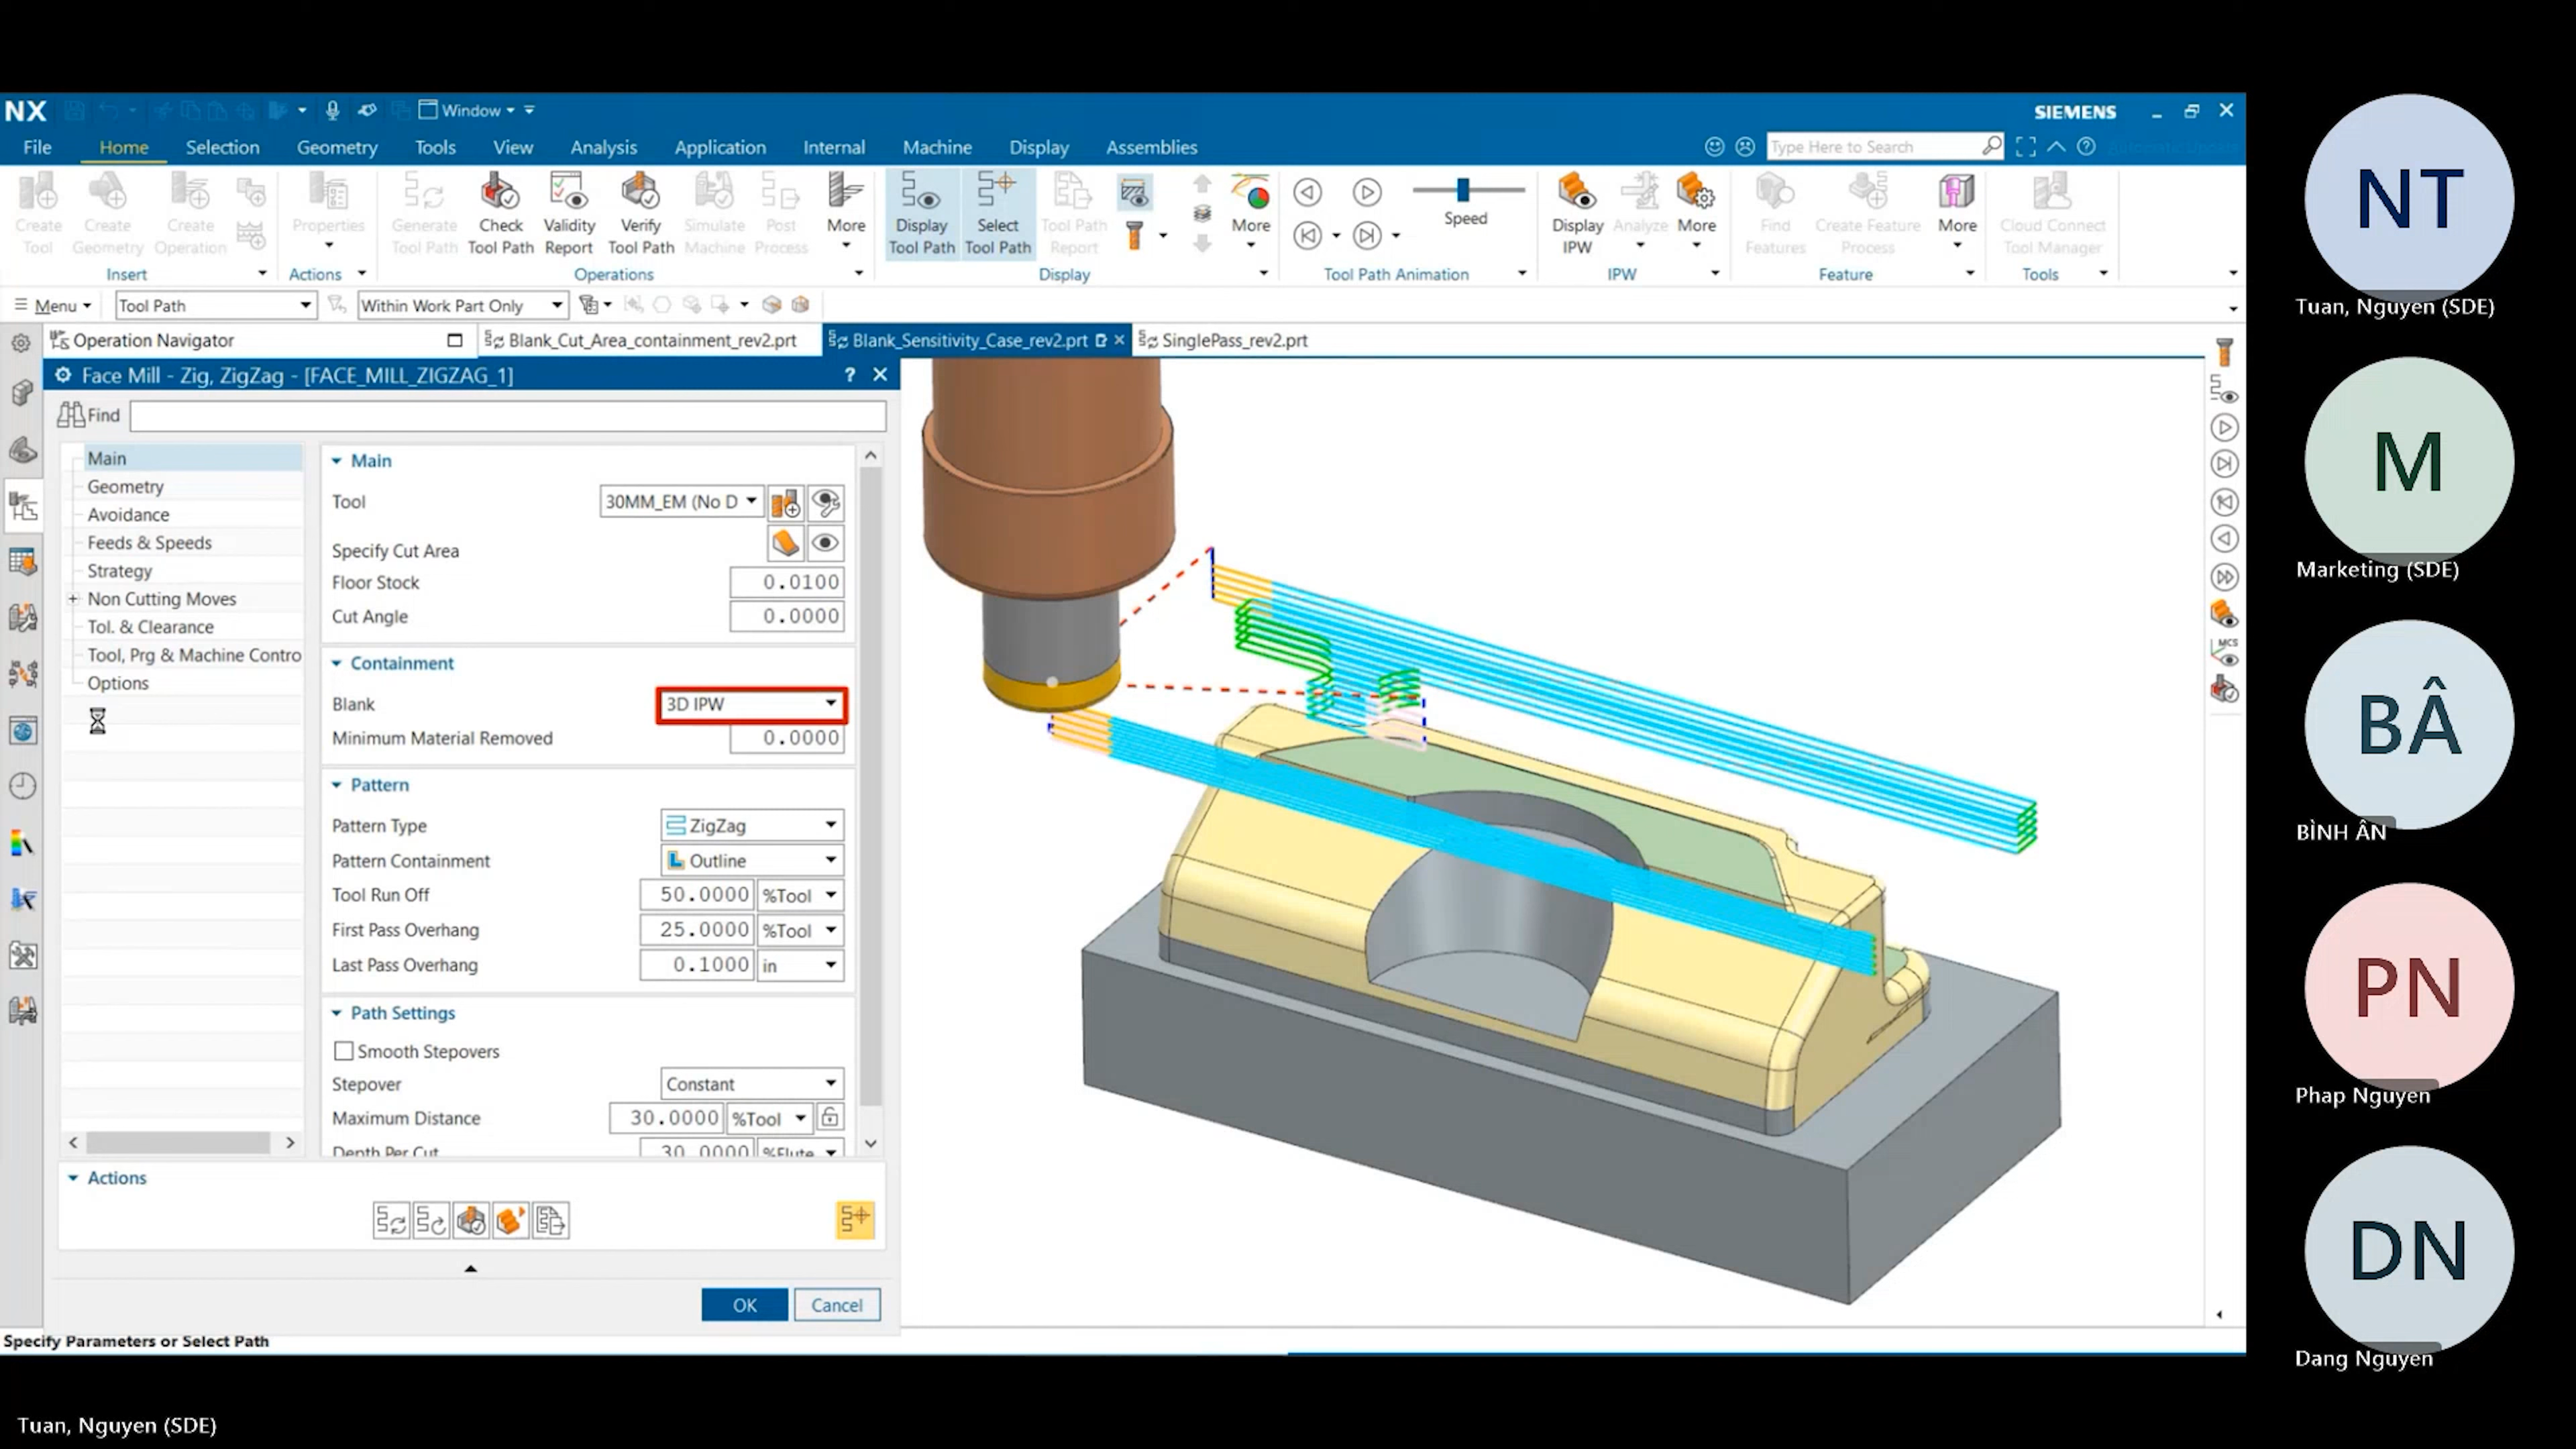 NX Window SIEMENS
File Home Selection Geometry Tools View Analysis Application Internal Machine Display Assemblies Type Here to Search
Create Tool
Create Geometry
Create Operation
Insert
Properties
Actions
Generate Tool Path
Check Tool Path
Validity Report
Verify Tool Path
Simulate Machine
Post Process
More
Operations
Display Tool Path
Select Tool Path
Tool Path Report
More
Display
Speed
Tool Path Animation
Display IPW
Analyze
More
IPW
Find Features
Create Feature Process
More
Feature
Cloud Connect Tool Manager
Tools
Menu Tool Path Within Work Part Only
Operation Navigator Blank_Cut_Area_containment_rev2.prt Blank_Sensitivity_Case_rev2.prt SinglePass_rev2.prt
Face Mill - Zig, ZigZag - [FACE_MILL_ZIGZAG_1] ?
Find
Main
Geometry
Avoidance
Feeds & Speeds
Strategy
Non Cutting Moves
Tol. & Clearance
Tool, Prg & Machine Contro
Options
Main
Tool 30MM_EM (No D
Specify Cut Area
Floor Stock 0.0100
Cut Angle 0.0000
Containment
Blank 3D IPW
Minimum Material Removed 0.0000
Pattern
Pattern Type ZigZag
Pattern Containment Outline
Tool Run Off 50.0000 %Tool
First Pass Overhang 25.0000 %Tool
Last Pass Overhang 0.1000 in
Path Settings
Smooth Stepovers
Stepover Constant
Maximum Distance 30.0000 %Tool
Depth Per Cut 30.0000 %Flute
Actions
OK Cancel
Specify Parameters or Select Path
MCS
NT
Tuan, Nguyen (SDE)
M
Marketing (SDE)
BÂ
BÌNH ÂN
PN
Phap Nguyen
DN
Dang Nguyen
Tuan, Nguyen (SDE)